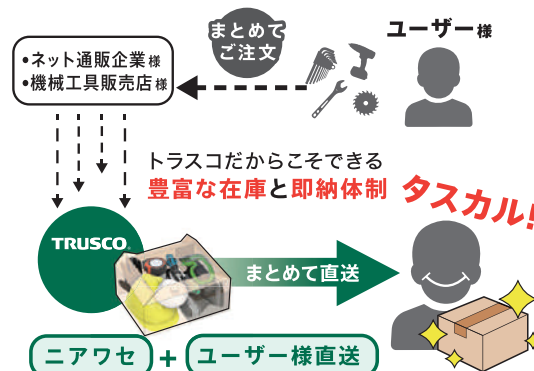 まとめて
ご注文
ユーザー様
•ネット通販企業様
•機械工具販売店様
トラスコだからこそできる
豊富な在庫と即納体制
タスカル!
TRUSCO®
まとめて直送
ニアワセ + ユーザー様直送